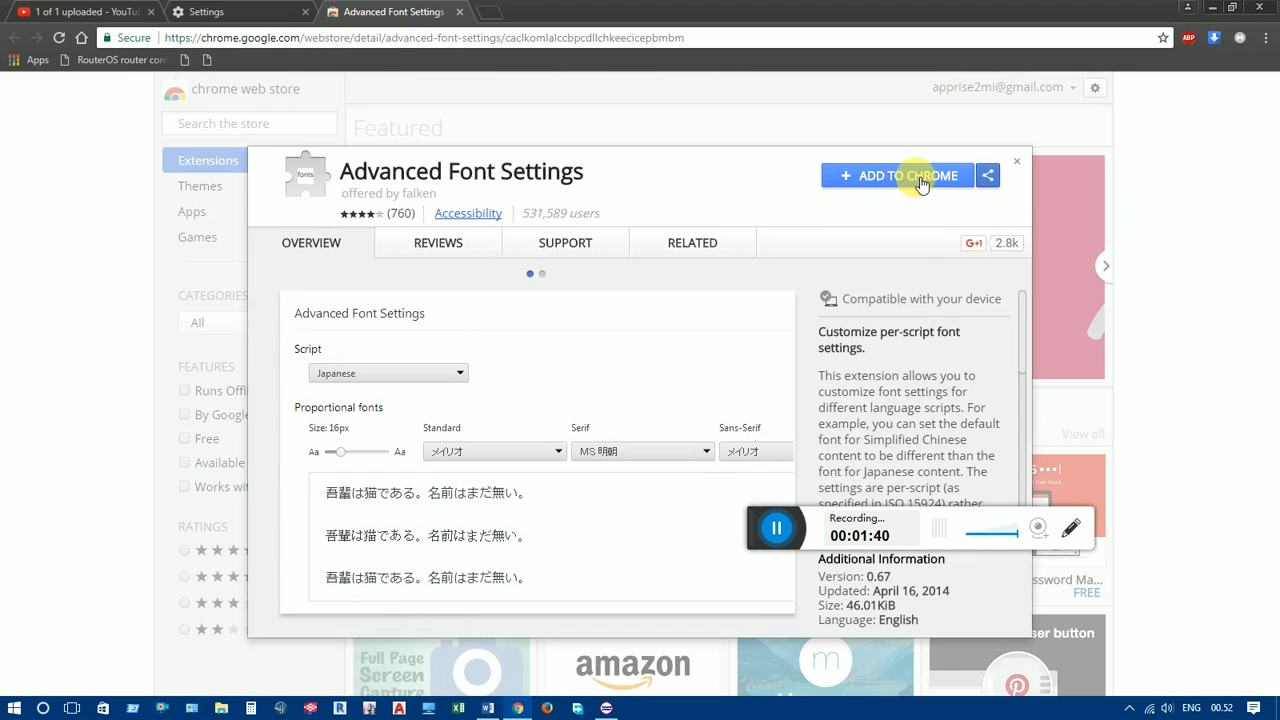 1 of 1 uploaded - YouTu
Settings
Advanced Font Settings
Secure
https://chrome.google.com/webstore/detail/advanced-font-settings/caclkomlalccbpcdllchkeecicepbmbm
ABP
M
Apps
RouterOS router con
chrome web store
apprise2mi@gmail.com
Search the store
Featured
Extensions
Themes
Apps
Games
CATEGORIES
All
FEATURES
Runs Offl
By Google
Free
Available
Works wit
RATINGS
fonts
Advanced Font Settings
offered by falken
(760)
Accessibility
531,589 users
+ ADD TO CHROME
OVERVIEW
REVIEWS
SUPPORT
RELATED
G+1
2.8k
Advanced Font Settings
Script
Japanese
Proportional fonts
Size: 16px
Standard
Serif
Sans-Serif
Aa
Aa
メイリオ
MS 明朝
メイリオ
吾輩は猫である。名前はまだ無い。
吾輩は猫である。名前はまだ無い。
吾輩は猫である。名前はまだ無い。
Compatible with your device
Customize per-script font
settings.
This extension allows you to
customize font settings for
different language scripts. For
example, you can set the default
font for Simplified Chinese
content to be different than the
font for Japanese content. The
settings are per-script (as
specified in ISO 15924) rather
Recording...
00:01:40
Additional Information
Version: 0.67
Updated: April 16, 2014
Size: 46.01KiB
Language: English
View all
ssword Ma...
FREE
Full Page
Screen
Capture
amazon
m
ser button
ENG
00.52